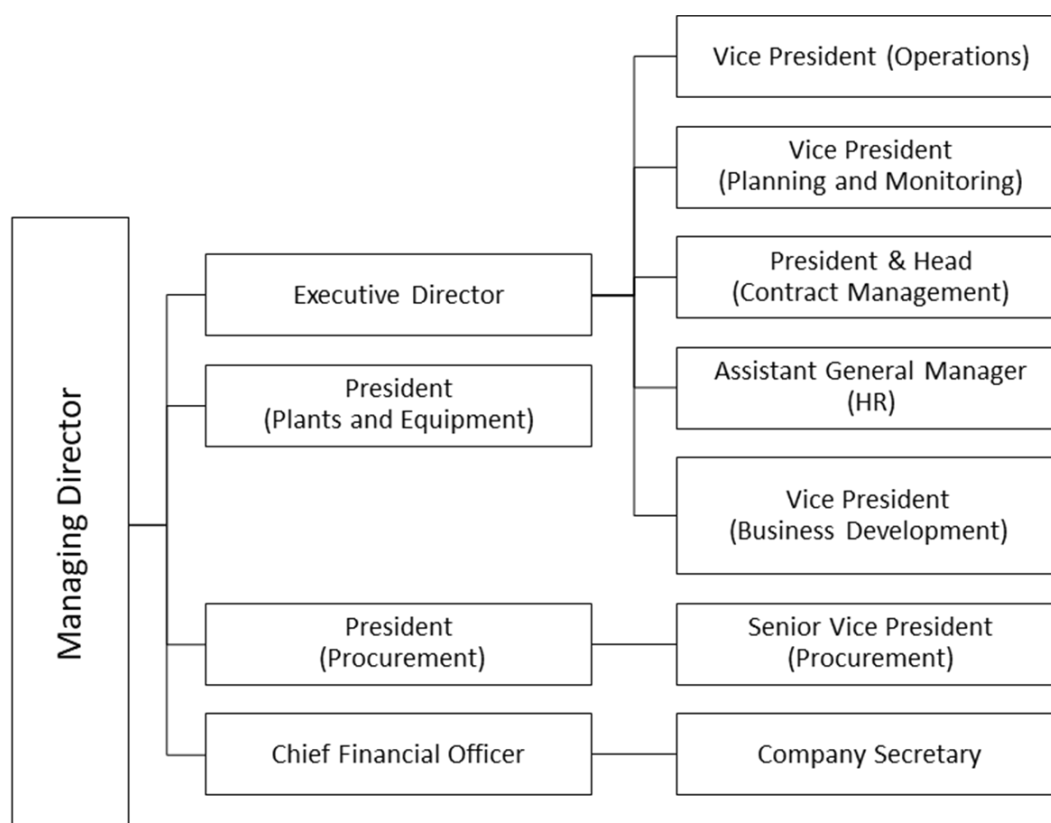 Managing Director
Executive Director
President
(Plants and Equipment)
President
(Procurement)
Chief Financial Officer
Vice President (Operations)
Vice President
(Planning and Monitoring)
President & Head
(Contract Management)
Assistant General Manager
(HR)
Vice President
(Business Development)
Senior Vice President
(Procurement)
Company Secretary